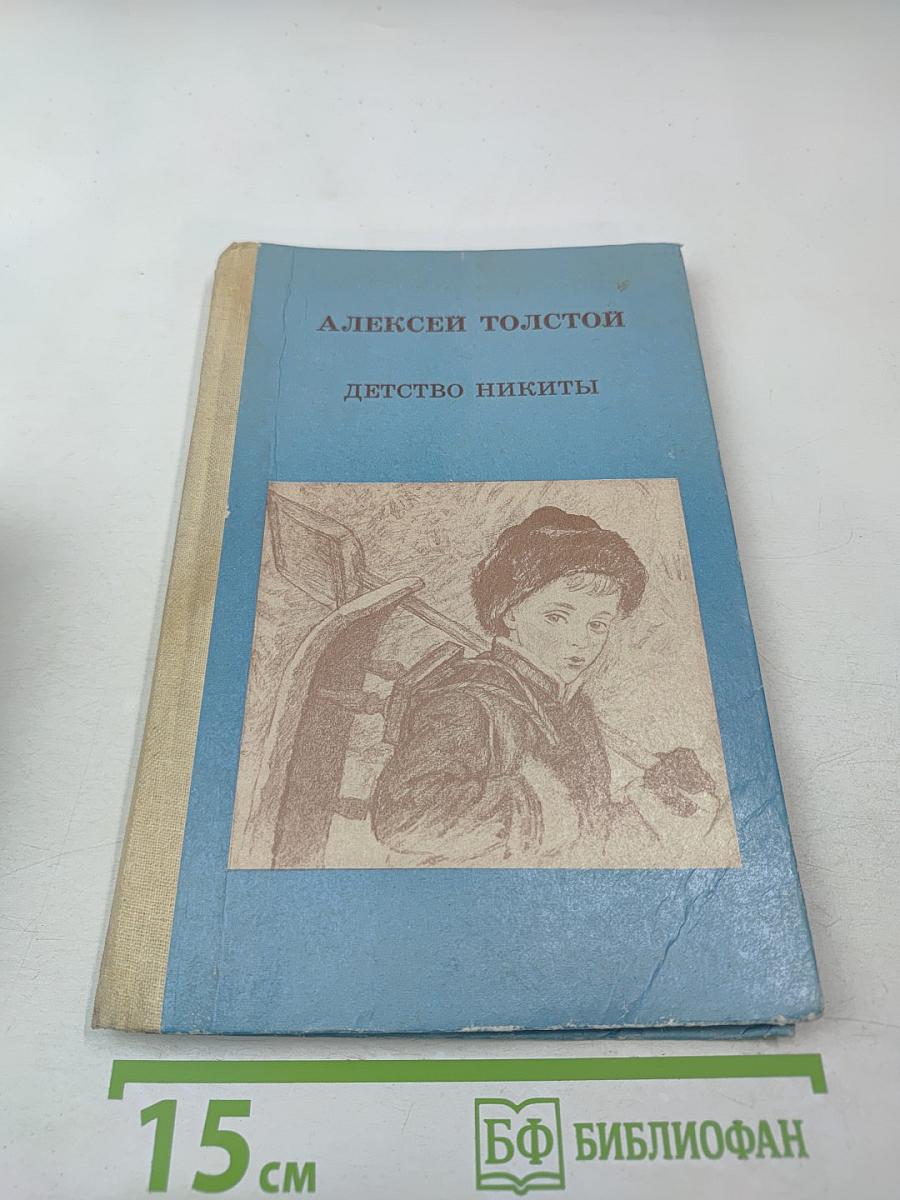 АЛЕКСЕЙ ТОЛСТОЙ
ДЕТСТВО НИКИТЫ
15 см
БФ БИБЛИОФАН